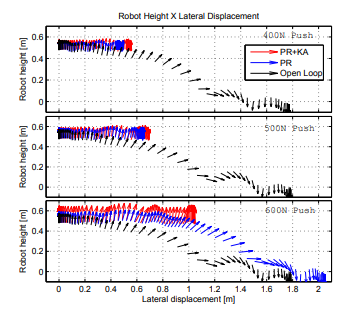 Robot Height X Lateral Displacement
400N Push
PR+KA
PR
Open Loop
Robot height [m]
0.6
0.4
0.2
0
500N Push
Robot height [m]
0.6
0.4
0.2
0
600N Push
Robot height [m]
0.6
0.4
0.2
0
0 0.2 0.4 0.6 0.8 1 1.2 1.4 1.6 1.8 2
Lateral displacement [m]